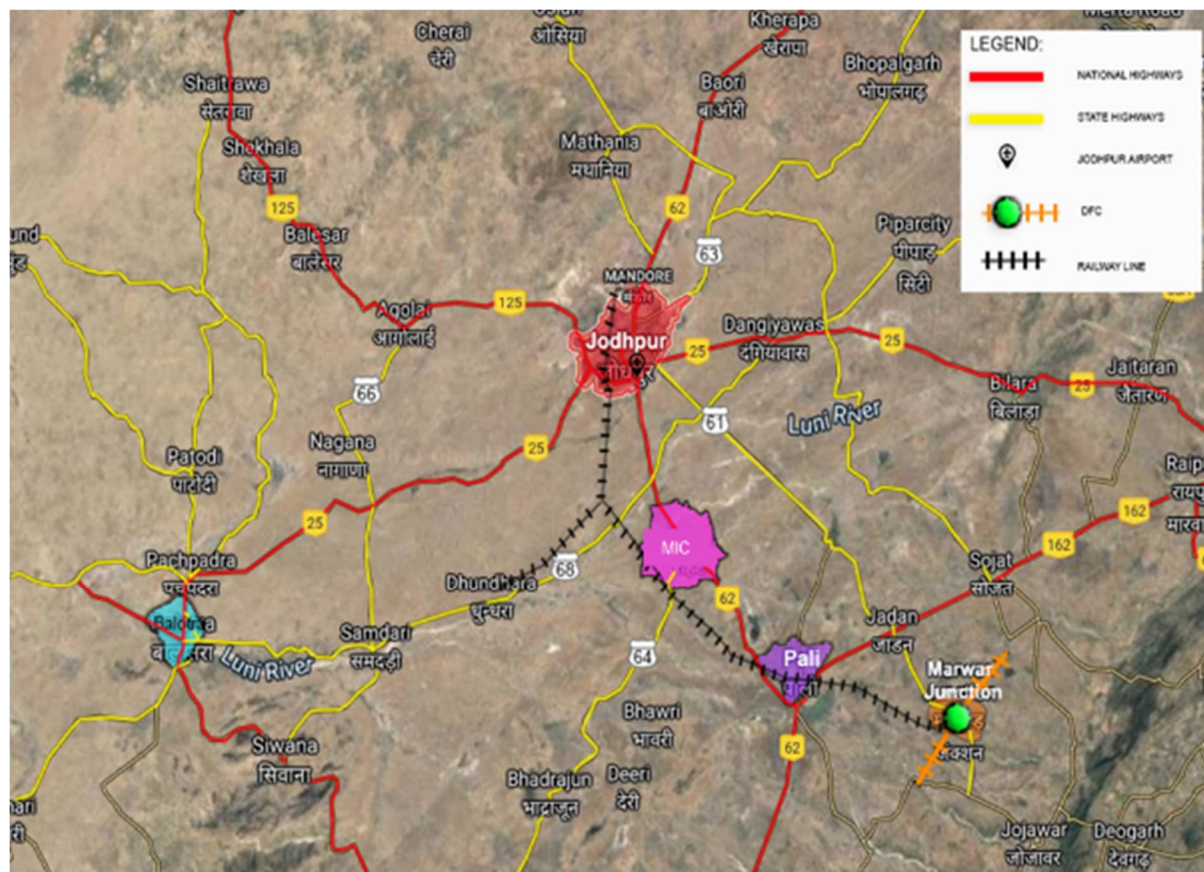 Cherai
चेरी
ओसिया
Kherapa
खेरापा
Bhopalgarh
भोपालगढ़
Shaitrawa
सेतरावा
Baori
बाओरी
Mathania
मथानिया
Shekhala
शेखला
125
62
Balesar
बालेसर
63
Piparcity
पीपाड़
सिटी
MANDORE
Agolai
आगोलाई
125
Jodhpur
Dangiyawas
दंगियावास
25
25
Jaitaran
जैतारण
25
Bilara
बिलाड़ा
66
61
Luni River
Nagana
नागाणा
25
Patodi
पाटोदी
25
162
162
MIC
Pachpadra
पचपदरा
68
Dhundhara
धुन्धरा
62
Sojat
सोजत
Samdari
समदड़ी
Luni River
64
Jadan
जाडन
Pali
Marwar
Junction
जंक्शन
Bhawri
भावरी
62
Siwana
सिवाना
Bhadrajun
भाद्राजून
Deeri
देरी
Jojawar
जोजावर
Deogarh
देवगढ़
LEGEND:
NATIONAL HIGHWAYS
STATE HIGHWAYS
JODHPUR AIRPORT
DFC
RAILWAY LINE